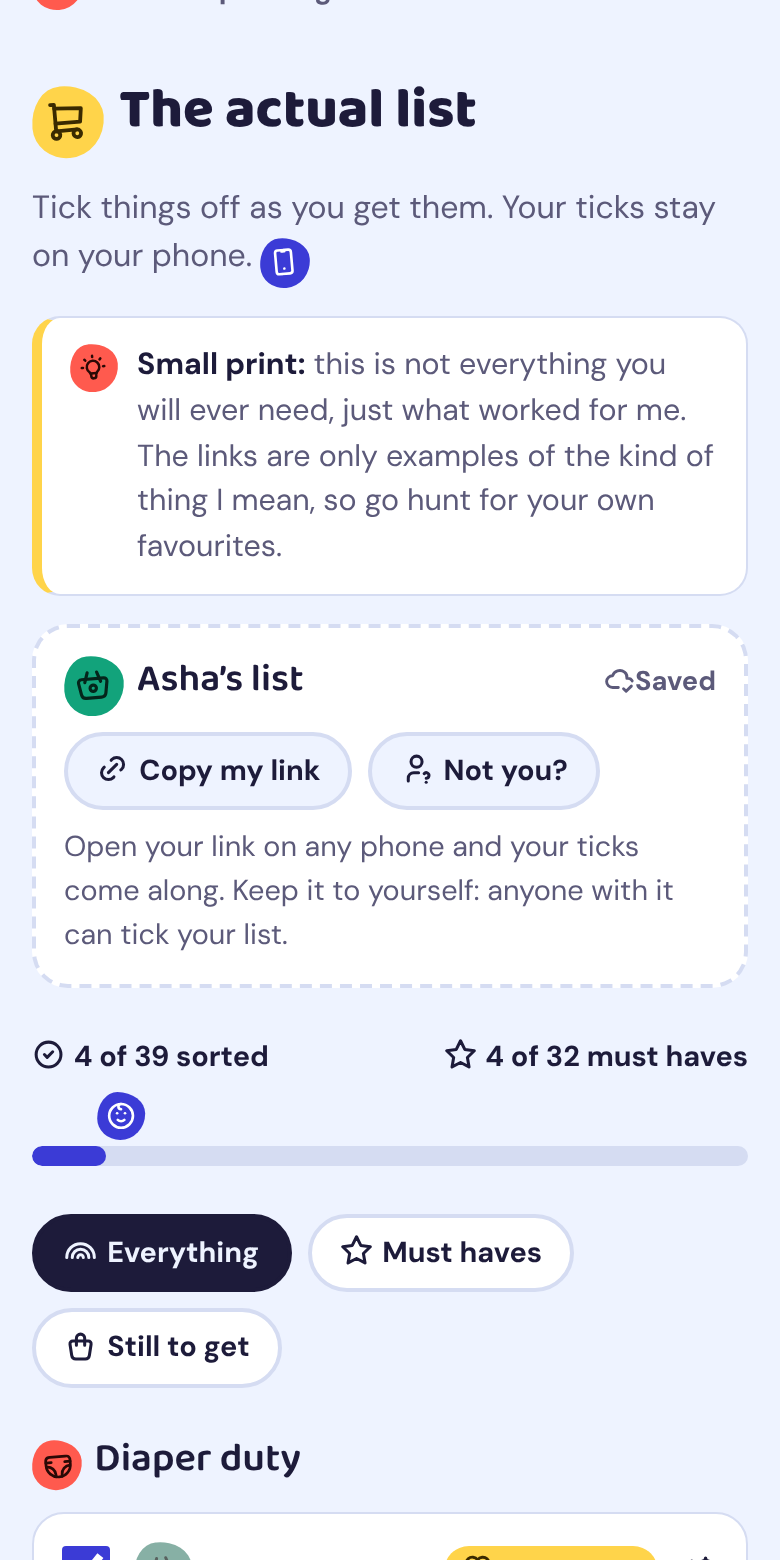 The actual list
Tick things off as you get them. Your ticks stay
on your phone.
Small print: this is not everything you
will ever need, just what worked for me.
The links are only examples of the kind of
thing I mean, so go hunt for your own
favourites.
Asha’s list
Saved
Copy my link
Not you?
Open your link on any phone and your ticks
come along. Keep it to yourself: anyone with it
can tick your list.
4 of 39 sorted
4 of 32 must haves
Everything
Must haves
Still to get
Diaper duty